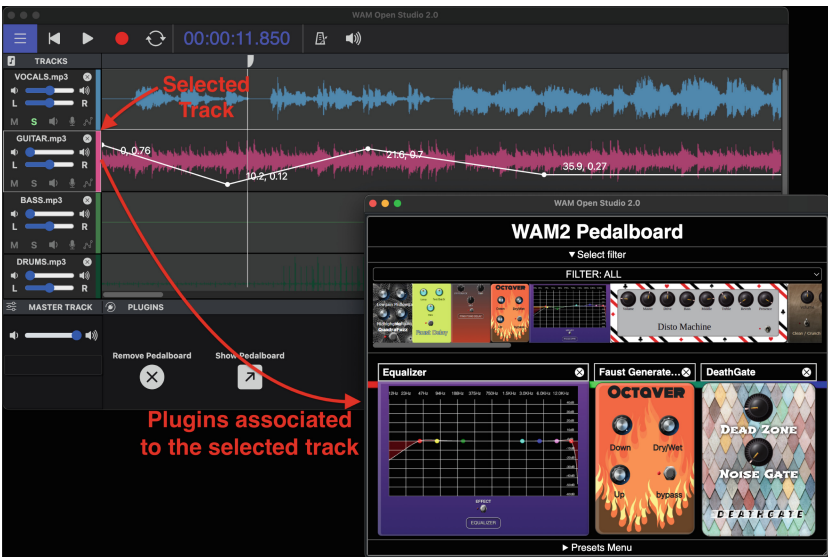 WAM Open Studio 2.0
00:00:11.850
TRACKS
VOCALS.mp3
L R
M S
Selected
Track
GUITAR.mp3
L R
M S
0, 0.76
10.2, 0.12
21.6, 0.7
35.9, 0.27
BASS.mp3
L R
M S
DRUMS.mp3
MASTER TRACK
PLUGINS
Remove Pedalboard
Show Pedalboard
Plugins associated
to the selected track
WAM Open Studio 2.0
WAM2 Pedalboard
▼ Select filter
FILTER: ALL
OCTAVER
Faust Delay
Disto Machine
Equalizer
Faust Generate...
DeathGate
EFFECT
EQUALIZER
OCTAVER
Down Dry/Wet
Up bypass
DEAD ZONE
NOISE GATE
DEATHGATE
► Presets Menu